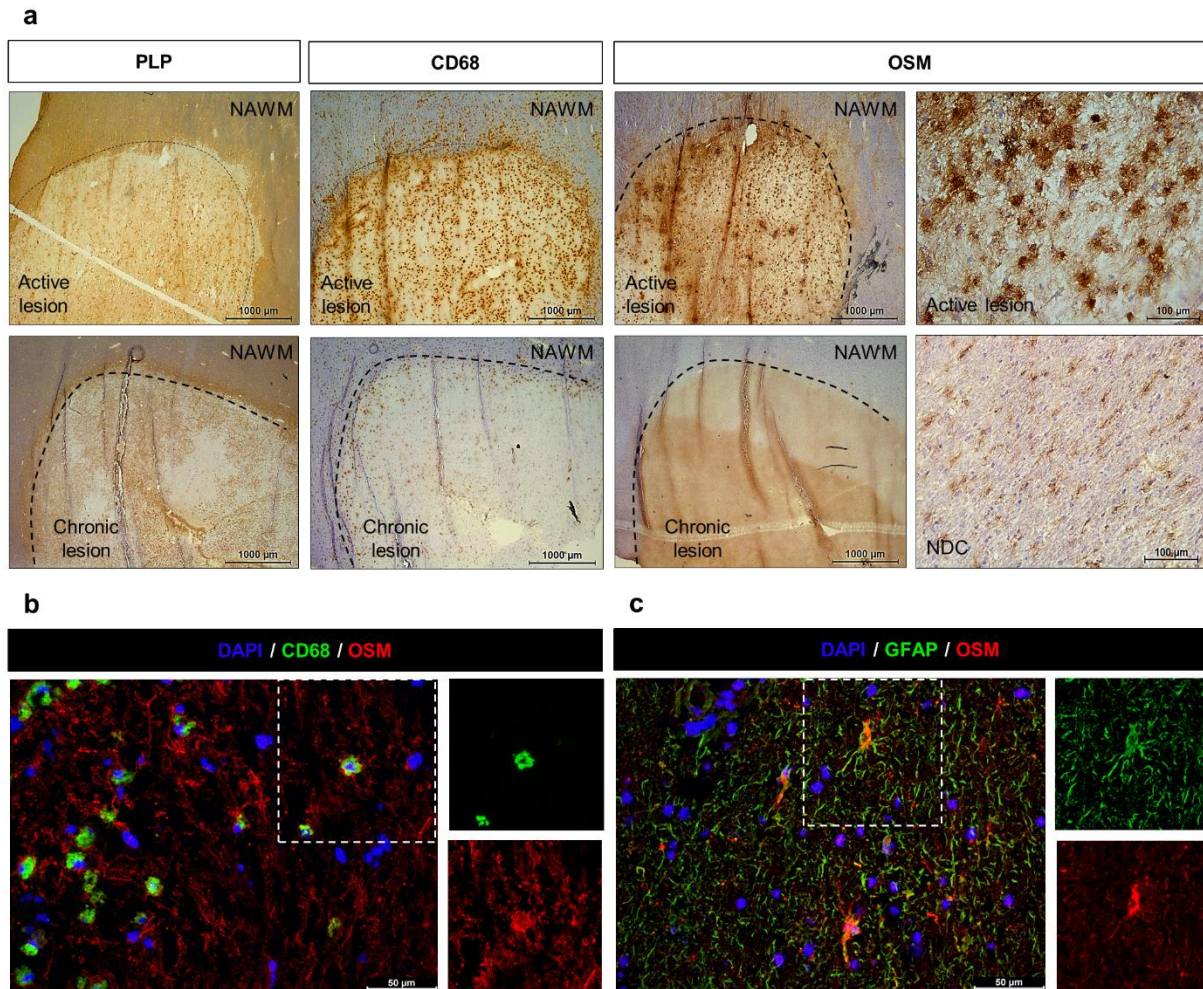 a
PLP
CD68
OSM
NAWM
Active
lesion
1000 µm
NAWM
1000 µm
NAWM
Active
lesion
1000 µm
Active lesion
100 µm
NAWM
Chronic
lesion
1000 µm
NAWM
Chronic
lesion
1000 µm
NAWM
Chronic
lesion
1000 µm
NDC
100 µm
b
DAPI / CD68 / OSM
50 µm
c
DAPI / GFAP / OSM
50 µm